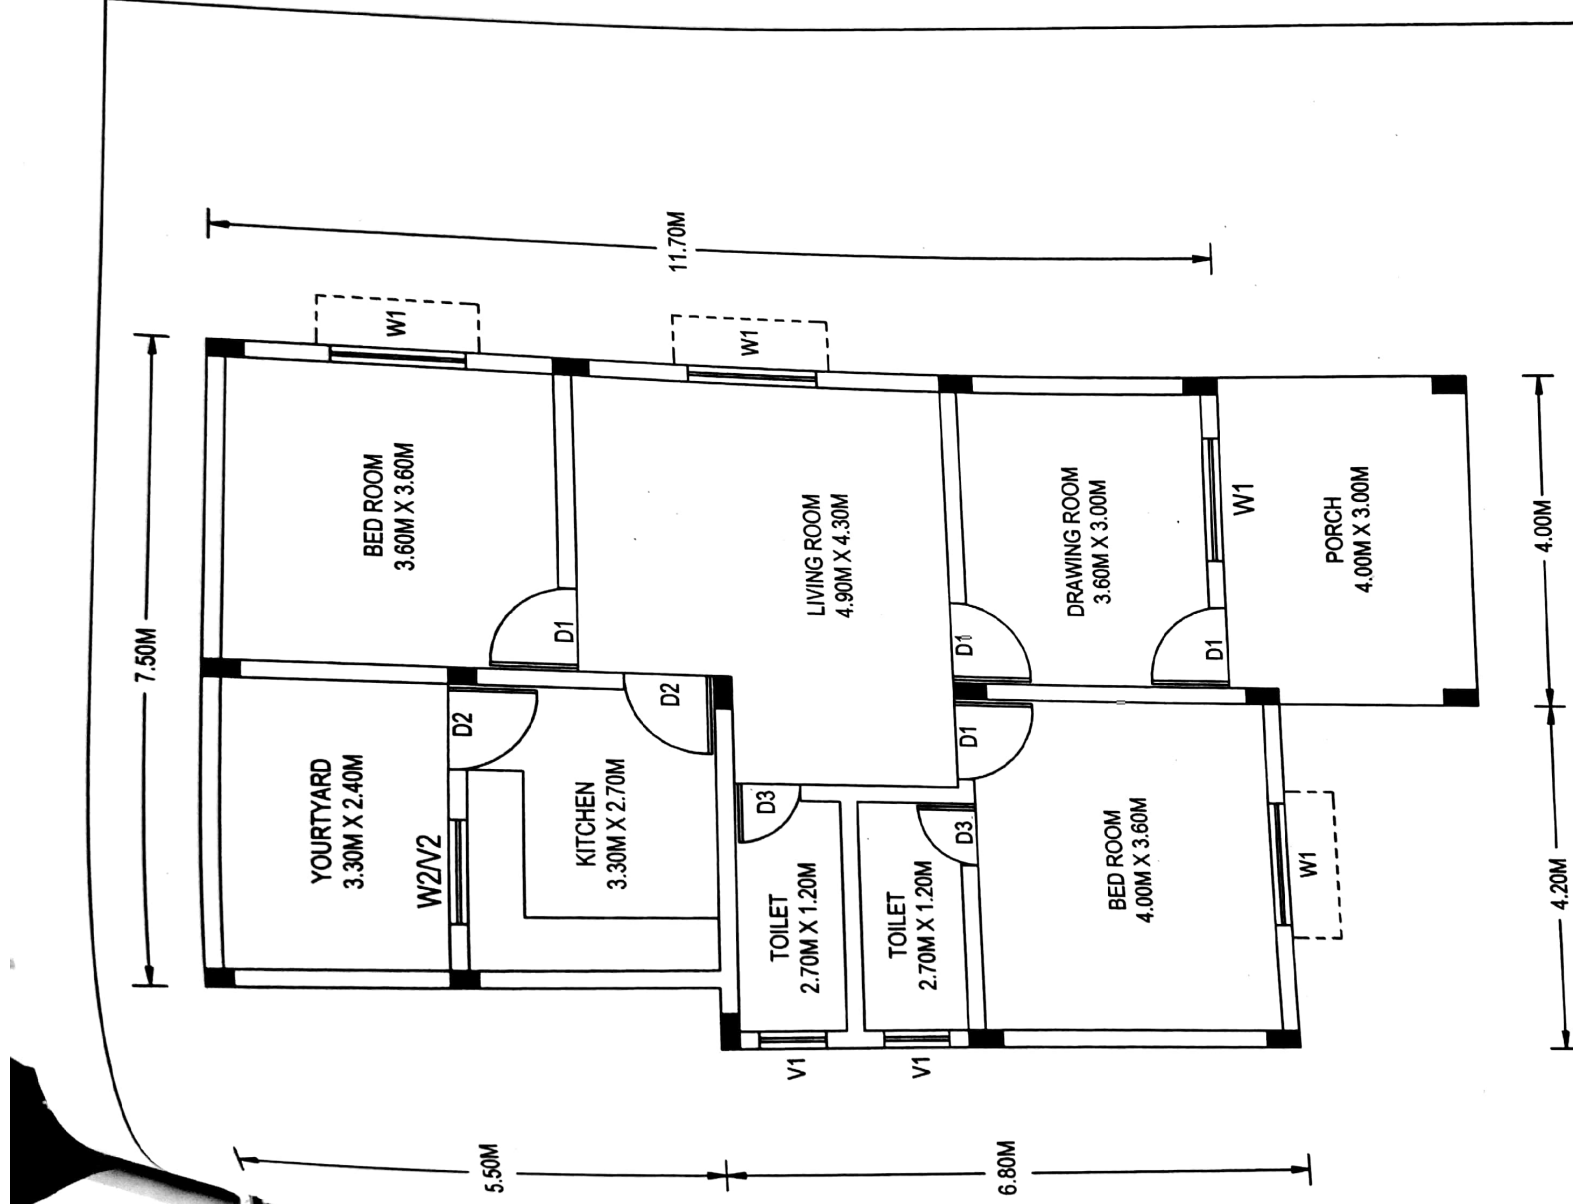 11.70M
W1
W1
7.50M
BED ROOM
3.60M X 3.60M
D1
LIVING ROOM
4.90M X 4.30M
DRAWING ROOM
3.60M X 3.00M
D1
D1
W1
PORCH
4.00M X 3.00M
4.00M
YOURTYARD
3.30M X 2.40M
D2
D2
W2/V2
KITCHEN
3.30M X 2.70M
D3
TOILET
2.70M X 1.20M
D3
TOILET
2.70M X 1.20M
D1
BED ROOM
4.00M X 3.60M
W1
4.20M
V1
V1
5.50M
6.80M